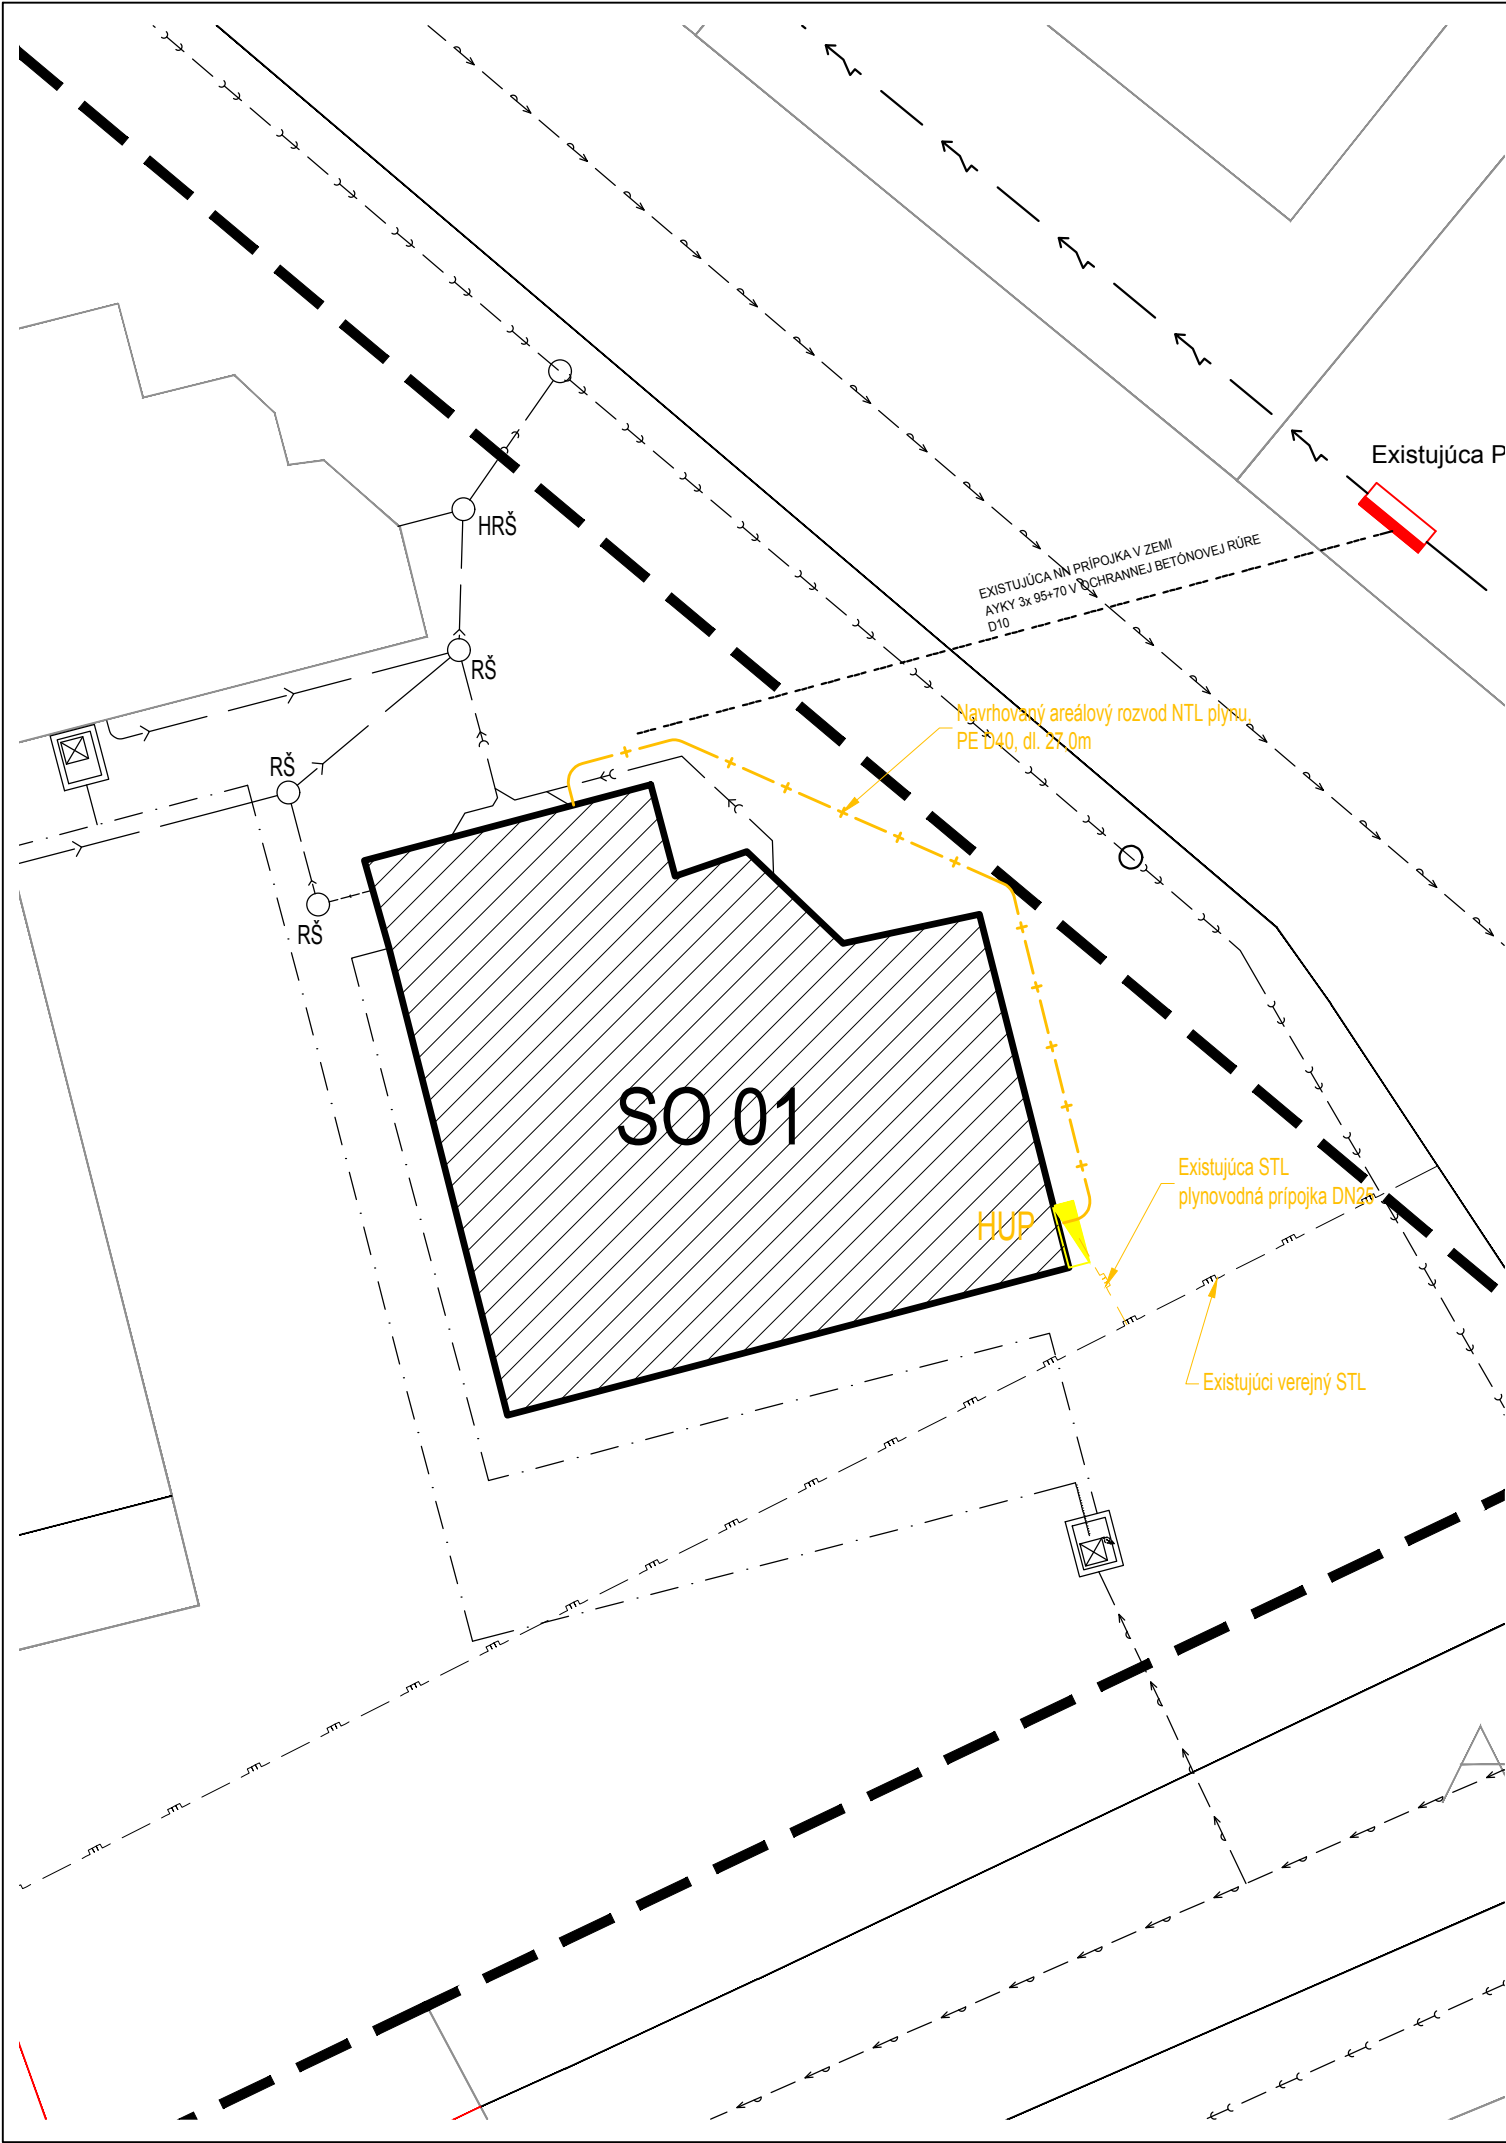 Existujúca P
HRŠ
EXISTUJÚCA NN PRÍPOJKA V ZEMI
AYKY 3x 95+70 V OCHRANNEJ BETÓNOVEJ RÚRE
D10
RŠ
Navrhovaný areálový rozvod NTL plynu,
PE D40, dl. 27,0m
RŠ
RŠ
SO 01
Existujúca STL
plynovodná prípojka DN25
HUP
Existujúci verejný STL
A